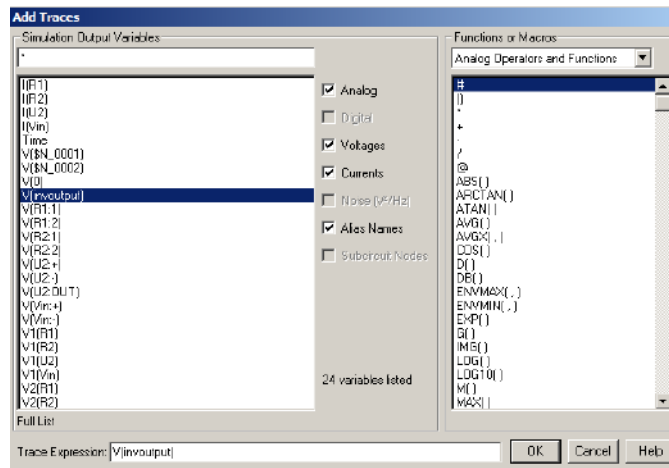 Add Traces
Simulation Output Variables
*
I(R1)
I(R2)
I(U2)
I(Vin)
Time
V($N_0001)
V($N_0002)
V(0)
V(invoutput)
V(R1:1)
V(R1:2)
V(R2:1)
V(R2:2)
V(U2:+)
V(U2:-)
V(U2:OUT)
V(Vin:+)
V(Vin:-)
V1(R1)
V1(R2)
V1(U2)
V1(Vin)
V2(R1)
V2(R2)
Full List
Analog
Digital
Voltages
Currents
Noise (V²/Hz)
Alias Names
Subcircuit Nodes
24 variables listed
Functions or Macros
Analog Operators and Functions
#
()
*
+
-
/
@
ABS()
ARCTAN()
ATAN()
AVG()
AVGX(,)
COS()
D()
DB()
ENVMAX(,)
ENVMIN(,)
EXP()
G()
IMG()
LOG()
LOG10()
M()
MAX()
Trace Expression: V(invoutput)
OK Cancel Help